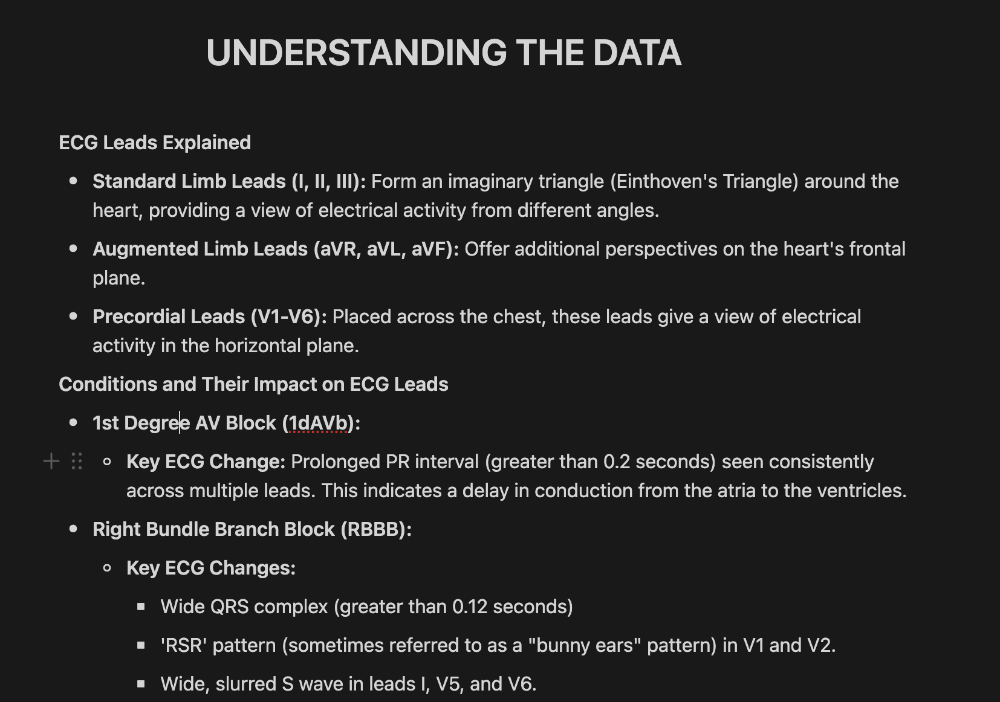 UNDERSTANDING THE DATA
ECG Leads Explained
Standard Limb Leads (I, II, III): Form an imaginary triangle (Einthoven's Triangle) around the
heart, providing a view of electrical activity from different angles.
Augmented Limb Leads (aVR, aVL, aVF): Offer additional perspectives on the heart's frontal
plane.
Precordial Leads (V1-V6): Placed across the chest, these leads give a view of electrical
activity in the horizontal plane.
Conditions and Their Impact on ECG Leads
1st Degree AV Block (1dAVb):
Key ECG Change: Prolonged PR interval (greater than 0.2 seconds) seen consistently
across multiple leads. This indicates a delay in conduction from the atria to the ventricles.
Right Bundle Branch Block (RBBB):
Key ECG Changes:
Wide QRS complex (greater than 0.12 seconds)
'RSR' pattern (sometimes referred to as a "bunny ears" pattern) in V1 and V2.
Wide, slurred S wave in leads I, V5, and V6.